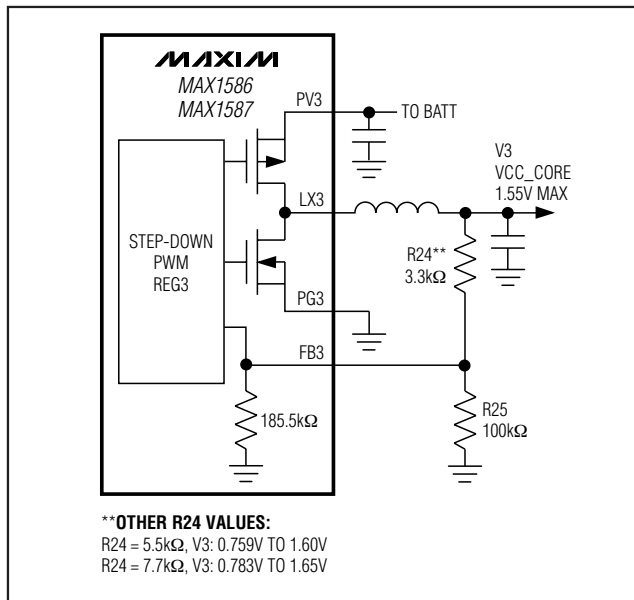 MAXIM
MAX1586
MAX1587
PV3
TO BATT
V3
VCC_CORE
1.55V MAX
LX3
STEP-DOWN
PWM
REG3
R24**
3.3kΩ
PG3
FB3
185.5kΩ
R25
100kΩ
**OTHER R24 VALUES:
R24 = 5.5kΩ, V3: 0.759V TO 1.60V
R24 = 7.7kΩ, V3: 0.783V TO 1.65V